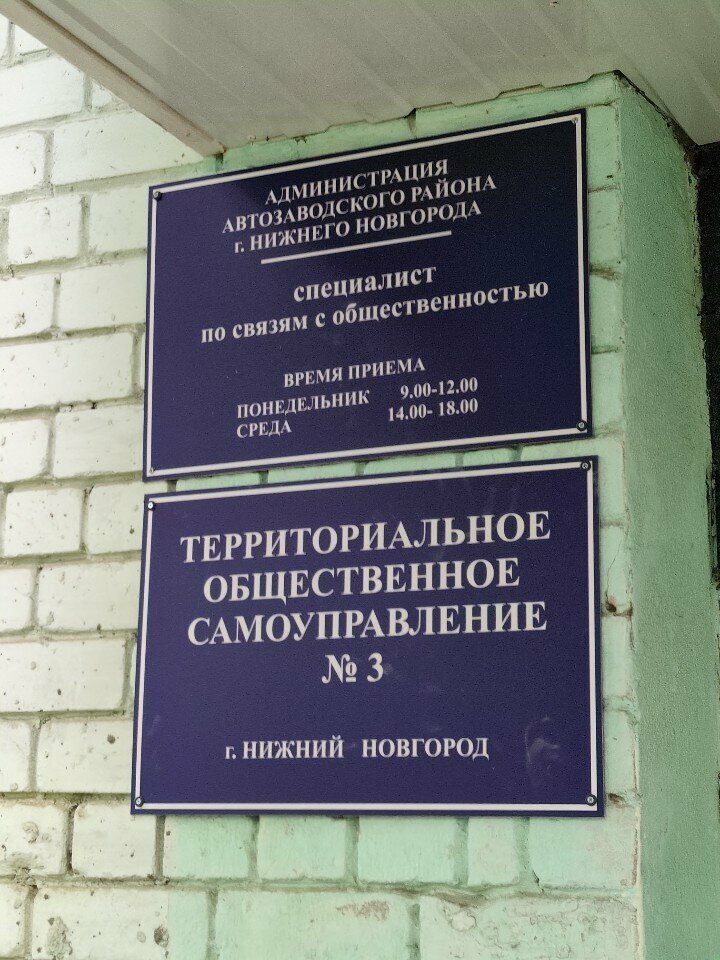 АДМИНИСТРАЦИЯ
АВТОЗАВОДСКОГО РАЙОНА
г. НИЖНЕГО НОВГОРОДА
специалист
по связям с общественностью
ВРЕМЯ ПРИЕМА
ПОНЕДЕЛЬНИК 9.00-12.00
СРЕДА 14.00- 18.00
ТЕРРИТОРИАЛЬНОЕ
ОБЩЕСТВЕННОЕ
САМОУПРАВЛЕНИЕ
№ 3
г. НИЖНИЙ НОВГОРОД